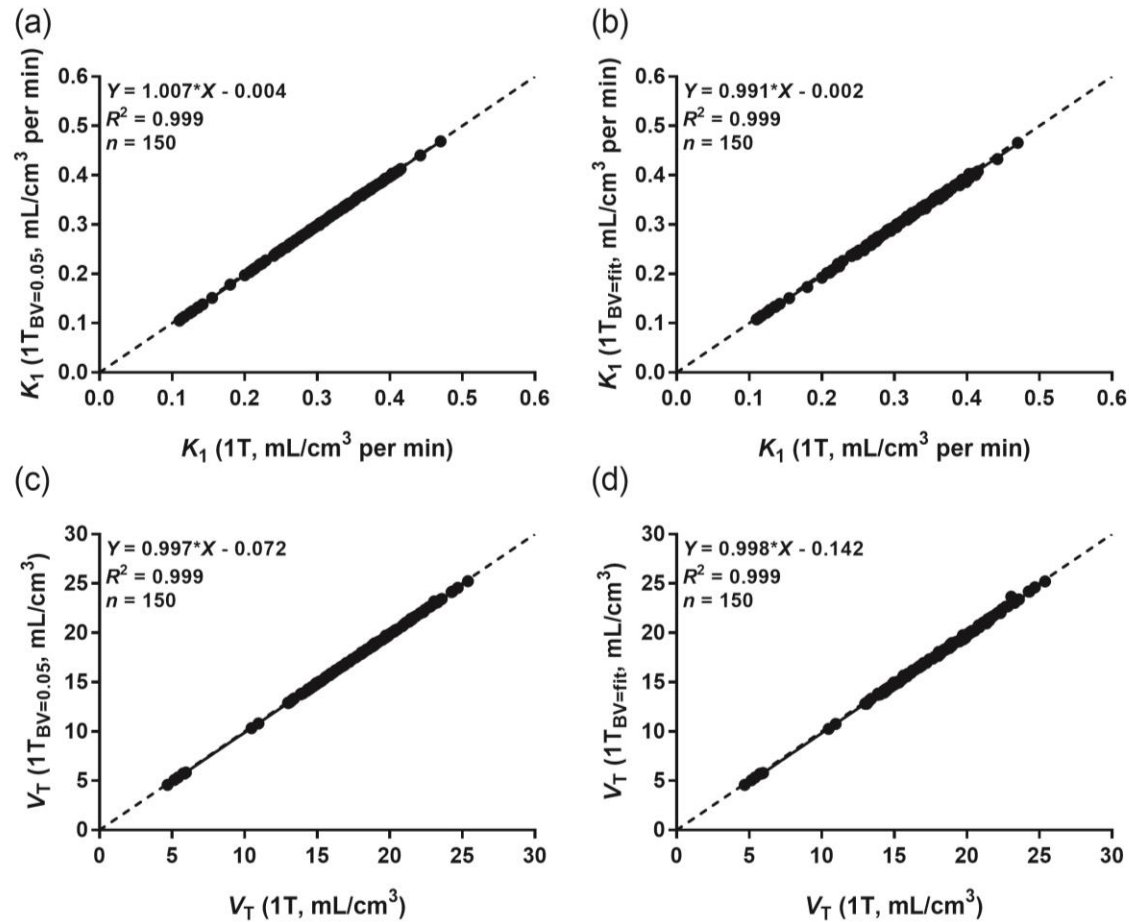 (a)
K₁ (1T_BV=0.05, mL/cm³ per min)
0.6
0.5
0.4
0.3
0.2
0.1
0.0
Y = 1.007*X - 0.004
R² = 0.999
n = 150
0.0 0.1 0.2 0.3 0.4 0.5 0.6
K₁ (1T, mL/cm³ per min)
(b)
K₁ (1T_BV=fit, mL/cm³ per min)
0.6
0.5
0.4
0.3
0.2
0.1
0.0
Y = 0.991*X - 0.002
R² = 0.999
n = 150
0.0 0.1 0.2 0.3 0.4 0.5 0.6
K₁ (1T, mL/cm³ per min)
(c)
V_T (1T_BV=0.05, mL/cm³)
30
25
20
15
10
5
0
Y = 0.997*X - 0.072
R² = 0.999
n = 150
0 5 10 15 20 25 30
V_T (1T, mL/cm³)
(d)
V_T (1T_BV=fit, mL/cm³)
30
25
20
15
10
5
0
Y = 0.998*X - 0.142
R² = 0.999
n = 150
0 5 10 15 20 25 30
V_T (1T, mL/cm³)